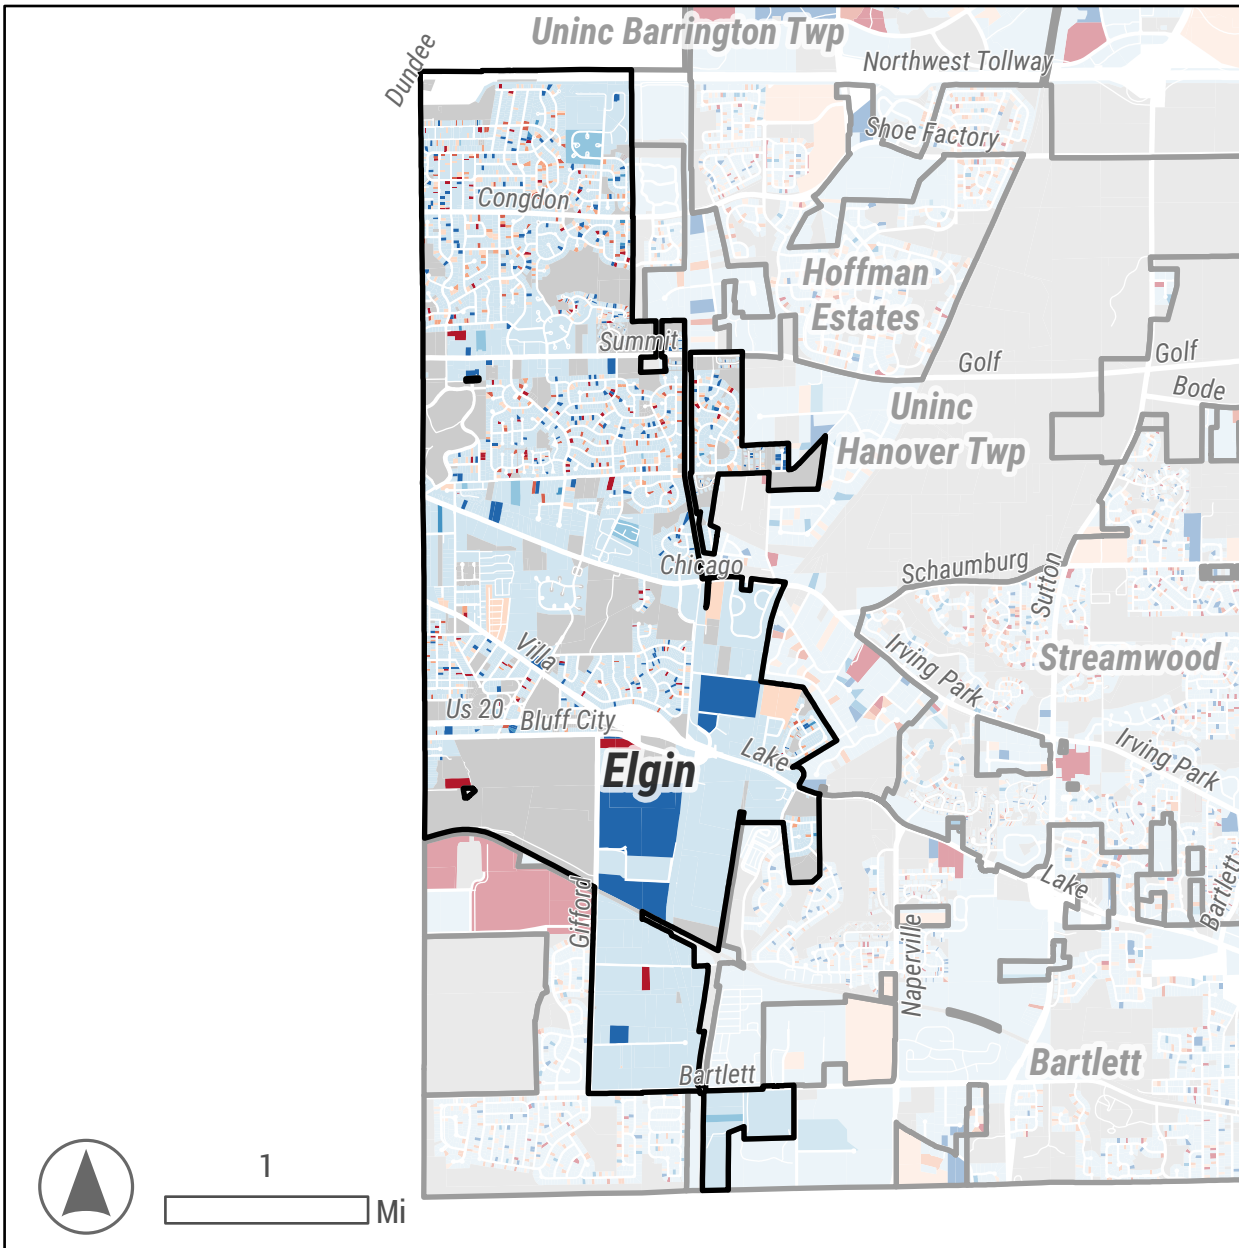 Uninc Barrington Twp
Dundee
Northwest Tollway
Shoe Factory
Congdon
Hoffman
Estates
Summit
Golf
Golf
Bode
Uninc
Hanover Twp
Chicago
Schaumburg
Sutton
Villa
Irving Park
Streamwood
Us 20
Bluff City
Lake
Irving Park
Elgin
Lake
Bartlett
Gifford
Naperville
Bartlett
Bartlett
1
Mi